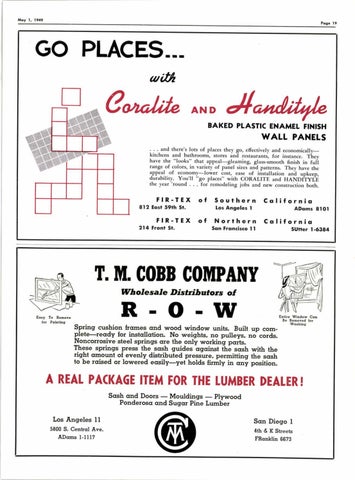 May 1, 1949
Page 19
GO PLACES...
with
Coralite AND Handityle
BAKED PLASTIC ENAMEL FINISH
WALL PANELS
. . . and there's lots of places they go, effectively and economically—
kitchens and bathrooms, stores and restaurants, for instance. They
have the "looks" that appeal—gleaming, glass-smooth finish in full
range of colors, in variety of panel sizes and patterns. They have the
appeal of economy—lower cost, ease of installation and upkeep,
durability. You'll "go places" with CORALITE and HANDITYLE
the year 'round . . . for remodeling jobs and new construction both.
FIR-TEX of Southern California
812 East 59th St. Los Angeles 1 ADams 8101
FIR-TEX of Northern California
214 Front St. San Francisco 11 SUtter 1-6384
T. M. COBB COMPANY
Wholesale Distributors of
R - O - W
Easy To Remove
for Painting
Entire Window Can
Be Removed for
Washing
Spring cushion frames and wood window units. Built up com-
plete—ready for installation. No weights, no pulleys, no cords.
Noncorrosive steel springs are the only working parts.
These springs press the sash guides against the sash with the
right amount of evenly distributed pressure, permitting the sash
to be raised or lowered easily—yet holds firmly in any position.
A REAL PACKAGE ITEM FOR THE LUMBER DEALER!
Sash and Doors — Mouldings — Plywood
Ponderosa and Sugar Pine Lumber
Los Angeles 11
5800 S. Central Ave.
ADams 1-1117
San Diego 1
4th & K Streets
FRanklin 6673